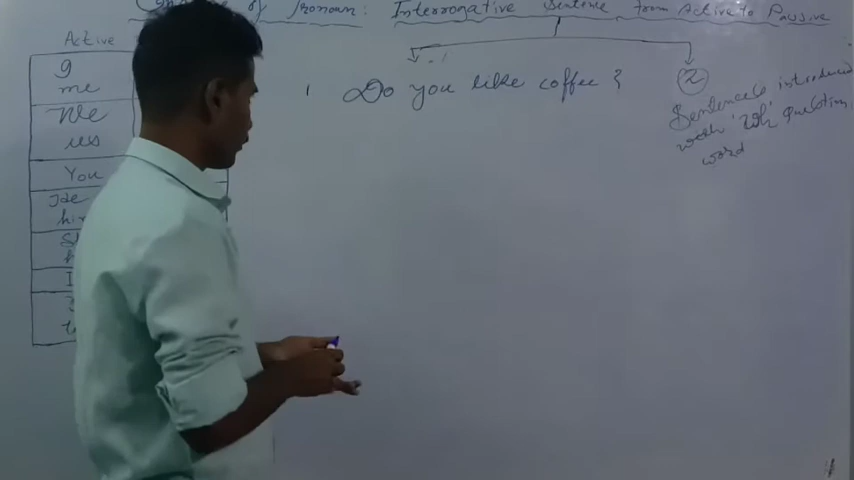 of Pronoun: Interrogative Sentence from Active to Passive
Active
I
me
We
us
You
He
1 Do you like coffee?
2
Sentences introduced
with 'Wh' question
word